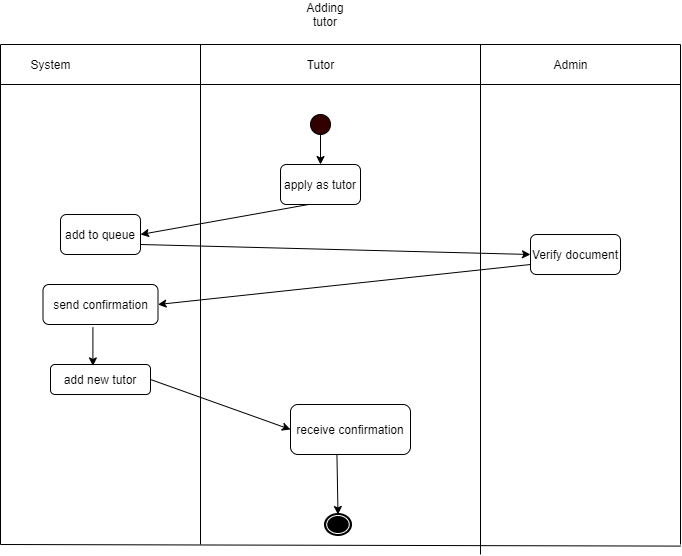 Adding
tutor
System
Tutor
Admin
apply as tutor
add to queue
Verify document
send confirmation
add new tutor
receive confirmation